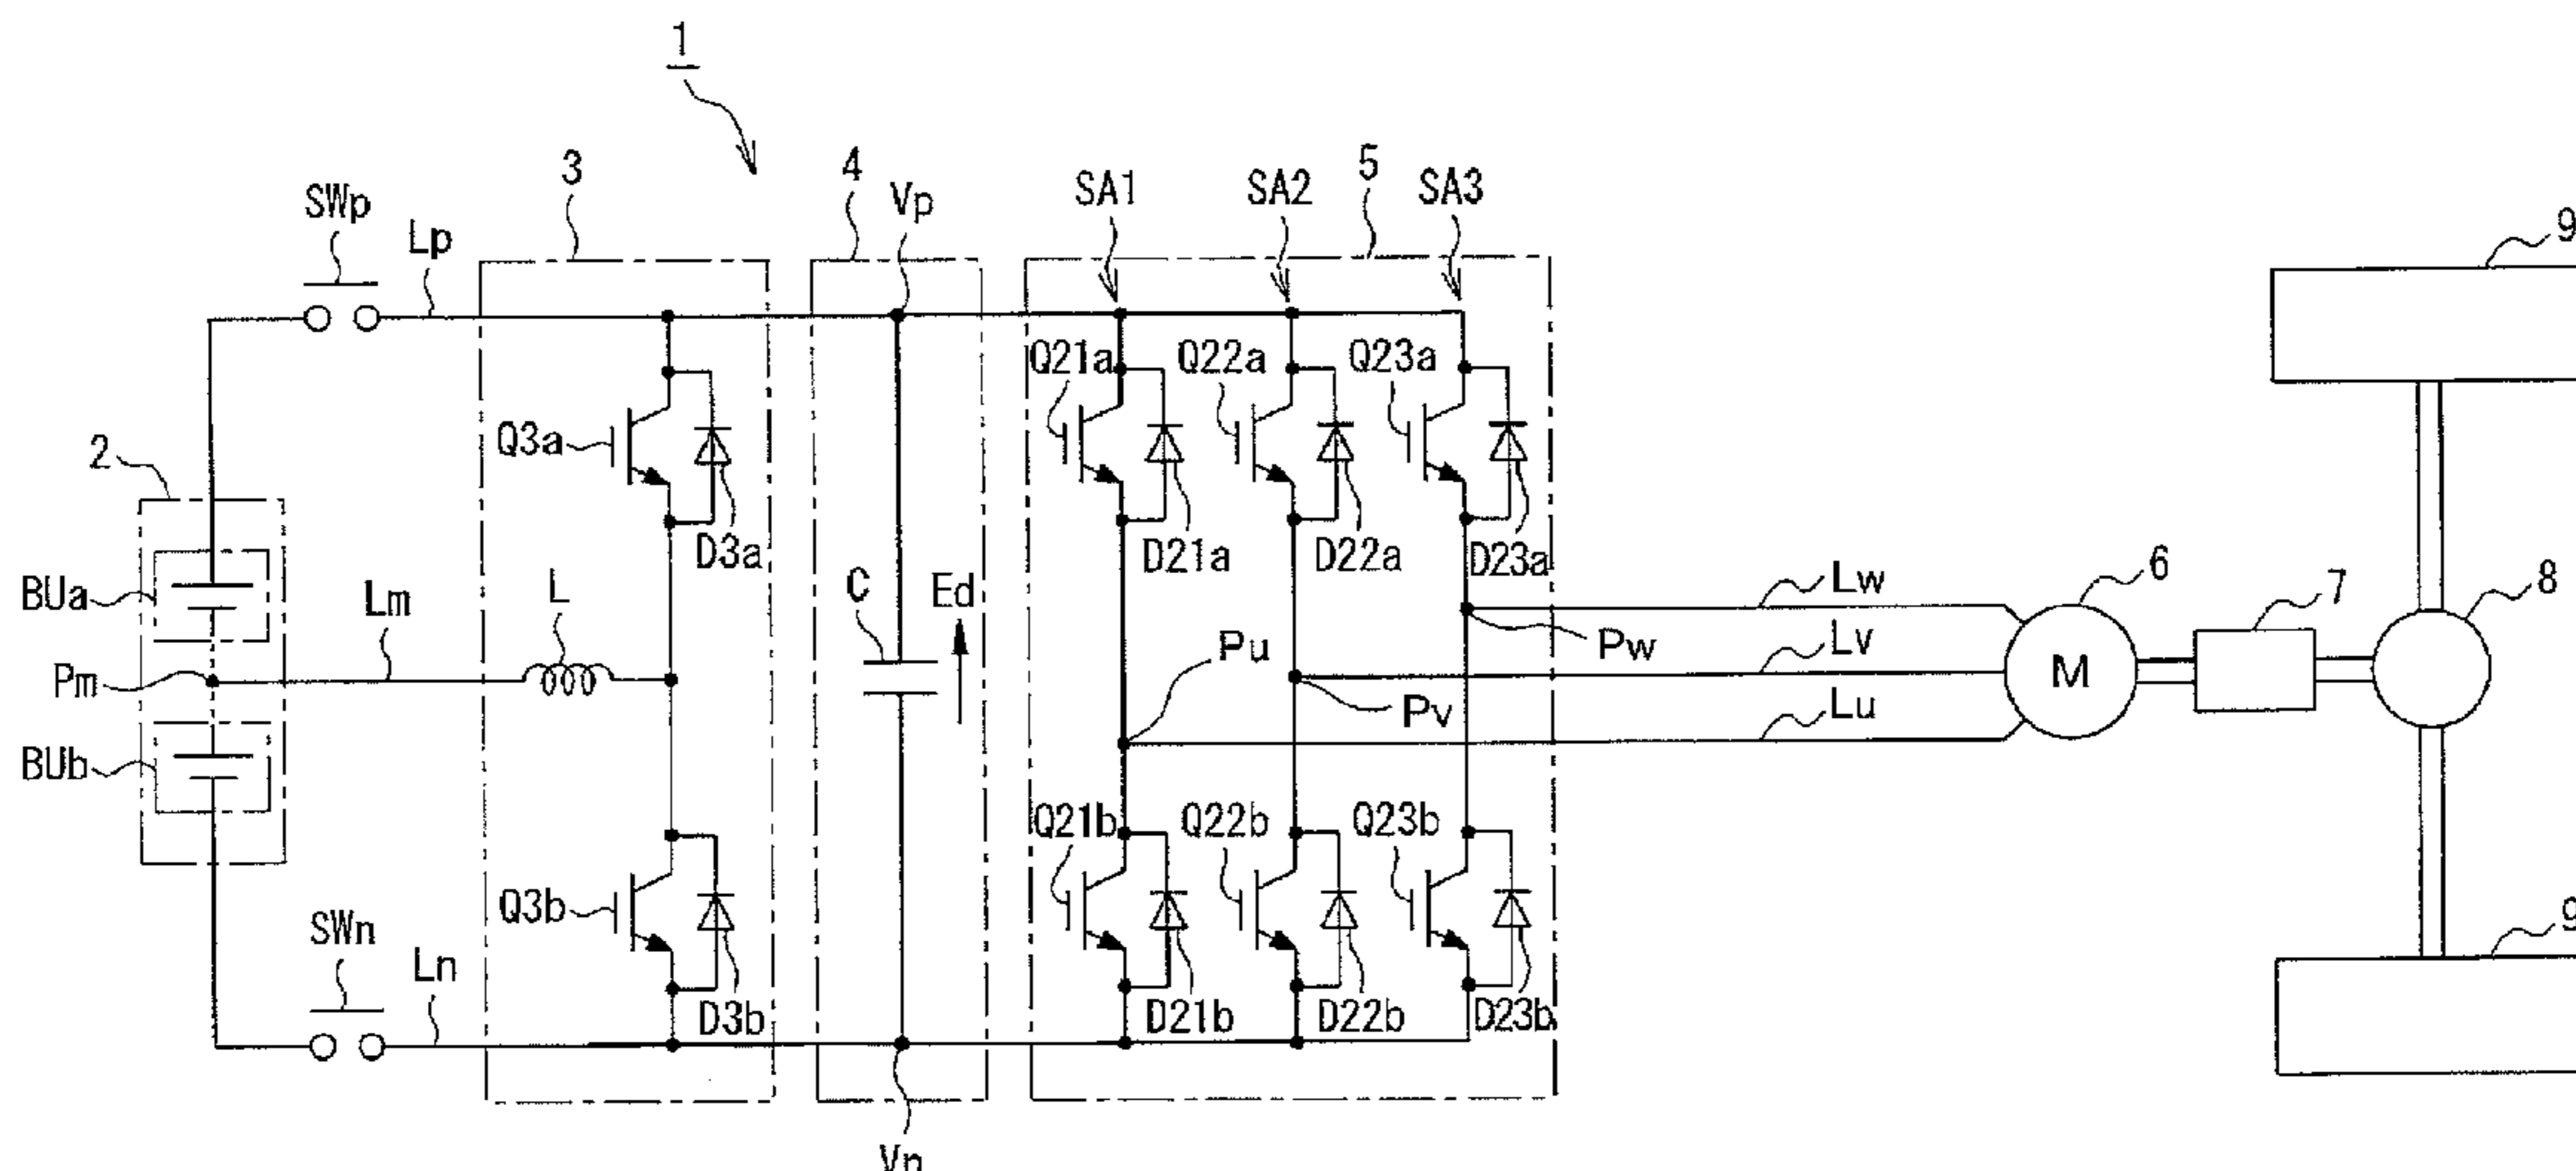 1
3
4
5
SWp
Lp
Vp
SA1
SA2
SA3
9
Q21a
Q22a
Q23a
Q3a
2
D3a
D21a
D22a
D23a
BUa
Lm
L
C
Ed
Lw
6
7
8
Pm
Pu
Pw
Lv
M
Pv
Lu
BUb
Q21b
Q22b
Q23b
Q3b
SWn
Ln
9
D3b
D21b
D22b
D23b
Vn